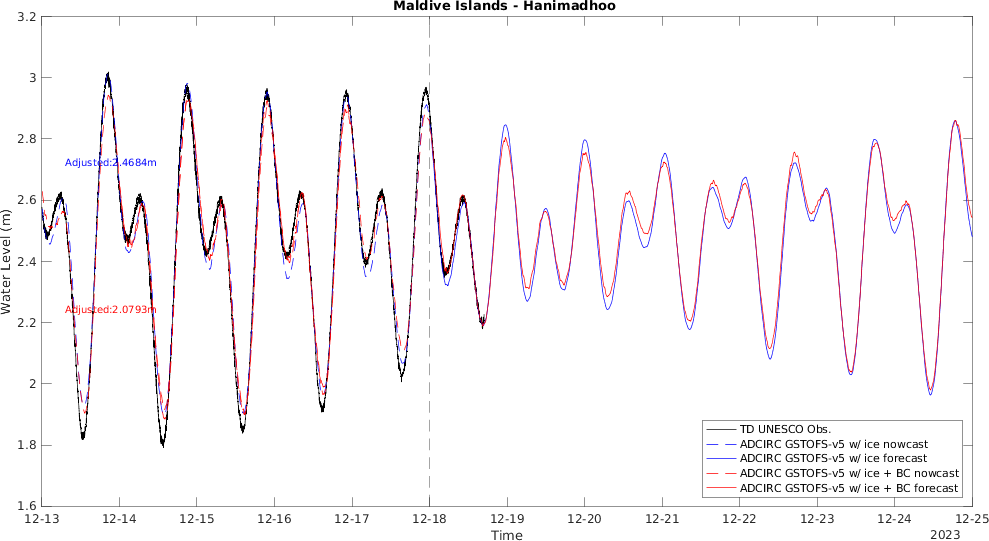 Maldive Islands - Hanimadhoo
3.2
3
2.8
2.6
2.4
2.2
2
1.8
1.6
Water Level (m)
Adjusted:2.4684m
Adjusted:2.0793m
TD UNESCO Obs.
ADCIRC GSTOFS-v5 w/ ice nowcast
ADCIRC GSTOFS-v5 w/ ice forecast
ADCIRC GSTOFS-v5 w/ ice + BC nowcast
ADCIRC GSTOFS-v5 w/ ice + BC forecast
12-13 12-14 12-15 12-16 12-17 12-18 12-19 12-20 12-21 12-22 12-23 12-24 12-25
Time
2023